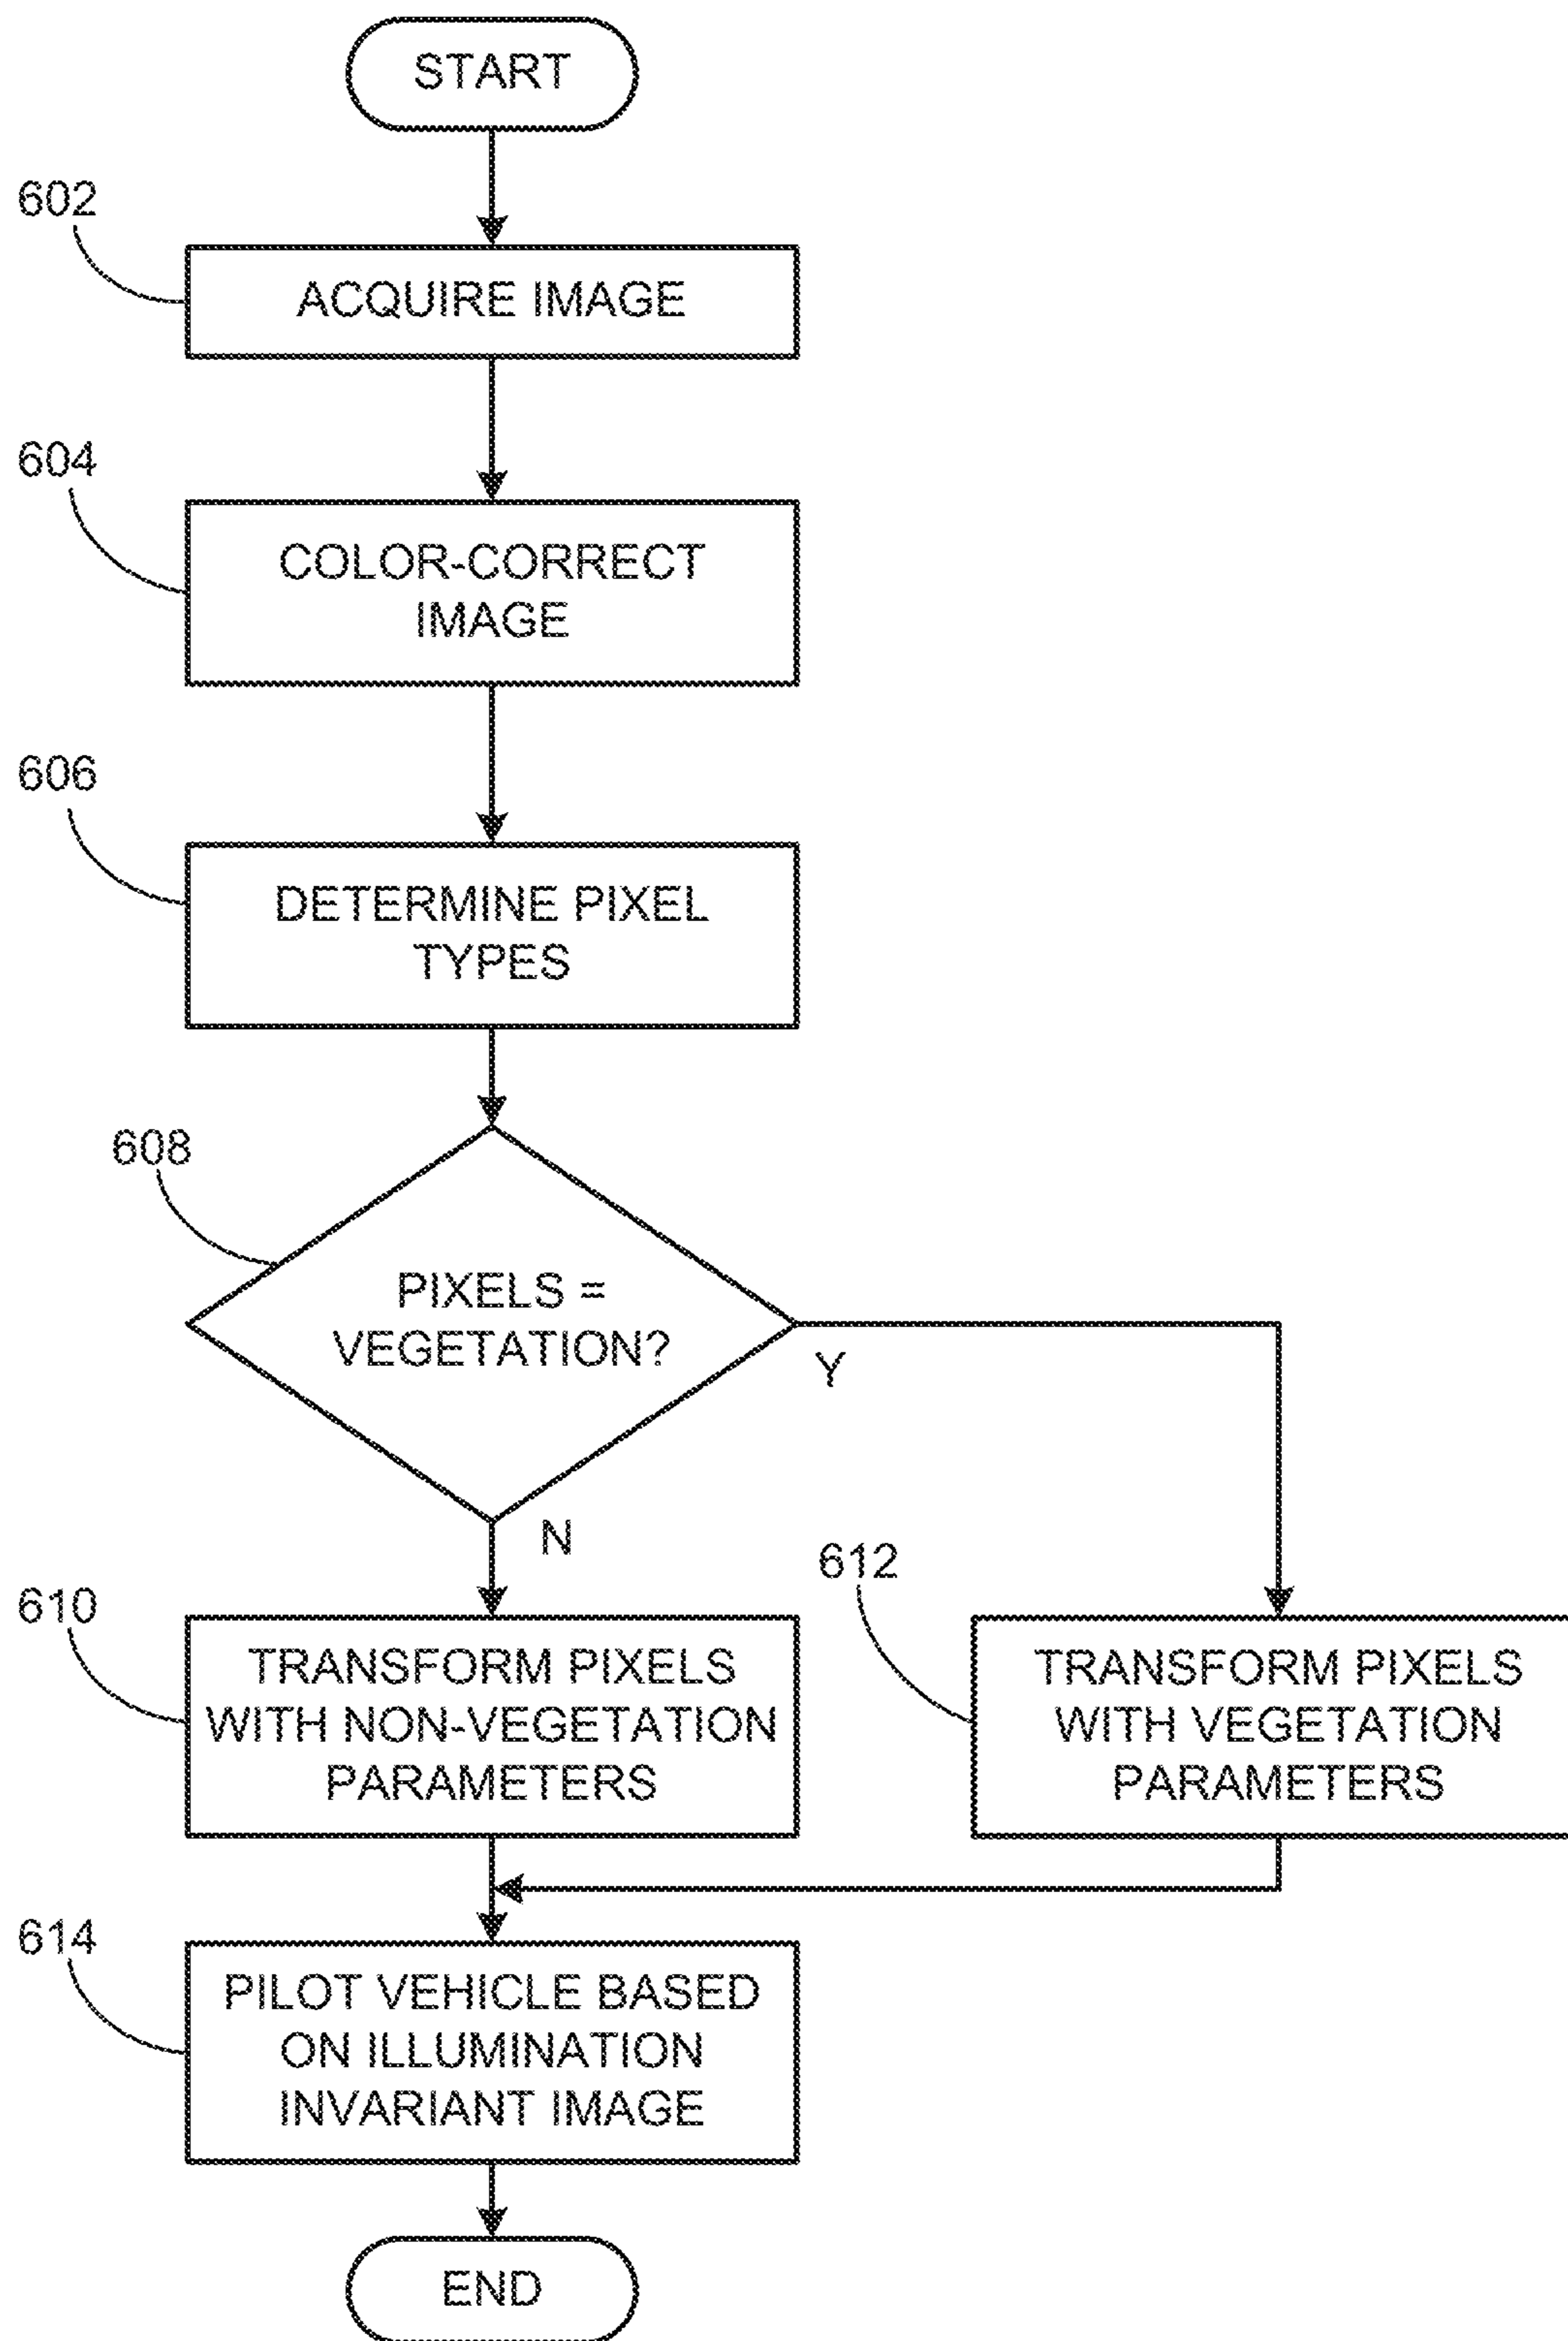 START
602
ACQUIRE IMAGE
604
COLOR-CORRECT
IMAGE
606
DETERMINE PIXEL
TYPES
608
PIXELS =
VEGETATION?
Y
N
610
TRANSFORM PIXELS
WITH NON-VEGETATION
PARAMETERS
612
TRANSFORM PIXELS
WITH VEGETATION
PARAMETERS
614
PILOT VEHICLE BASED
ON ILLUMINATION
INVARIANT IMAGE
END